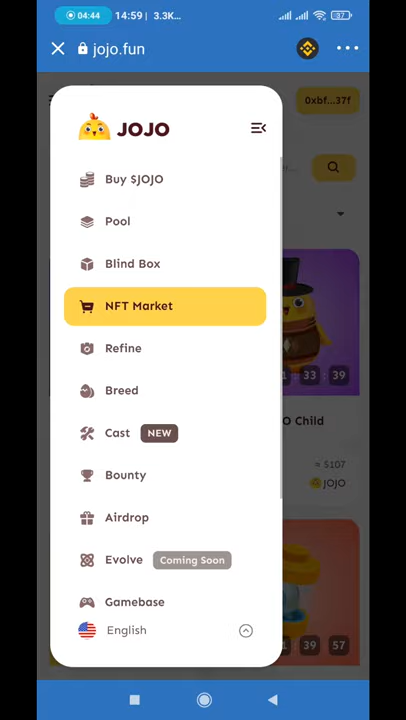 04:44 14:59 3.3K...
37
jojo.fun
JOJO
0xbf...37f
Buy $JOJO
Pool
Blind Box
NFT Market
Refine
33 : 39
Breed
O Child
Cast NEW
≈ $107
Bounty
JOJO
Airdrop
Evolve Coming Soon
Gamebase
English
39 : 57